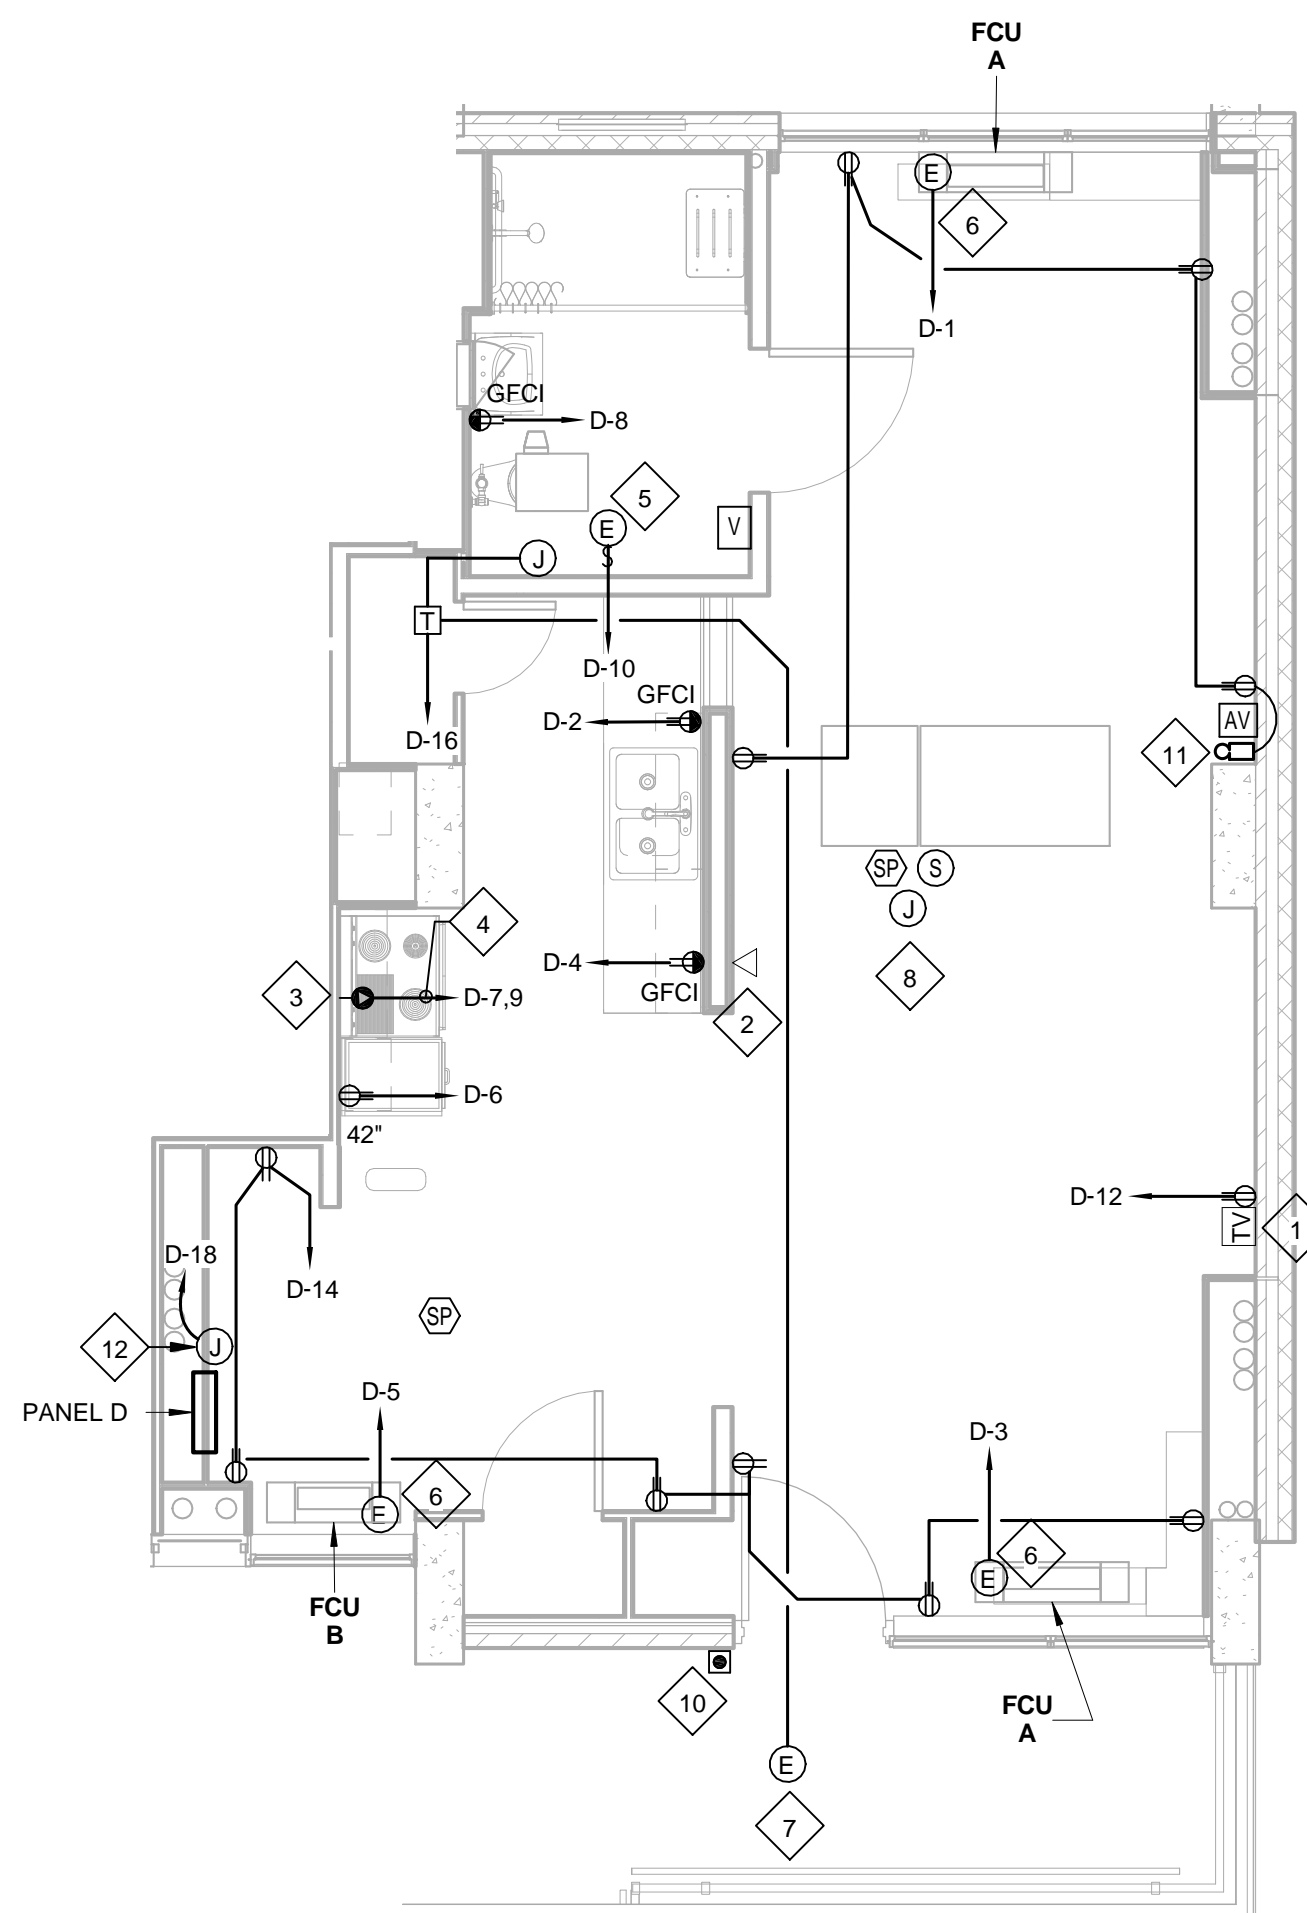 FCU
A
E
6
D-1
GFCI
D-8
5
E
V
S
J
T
D-10
GFCI
D-2
D-16
AV
11
SP
S
J
4
D-4
8
3
D-7,9
GFCI
2
D-6
42"
D-12
TV
1
D-18
D-14
SP
12
J
D-5
PANEL D
D-3
6
E
6
E
FCU
B
10
FCU
A
E
7